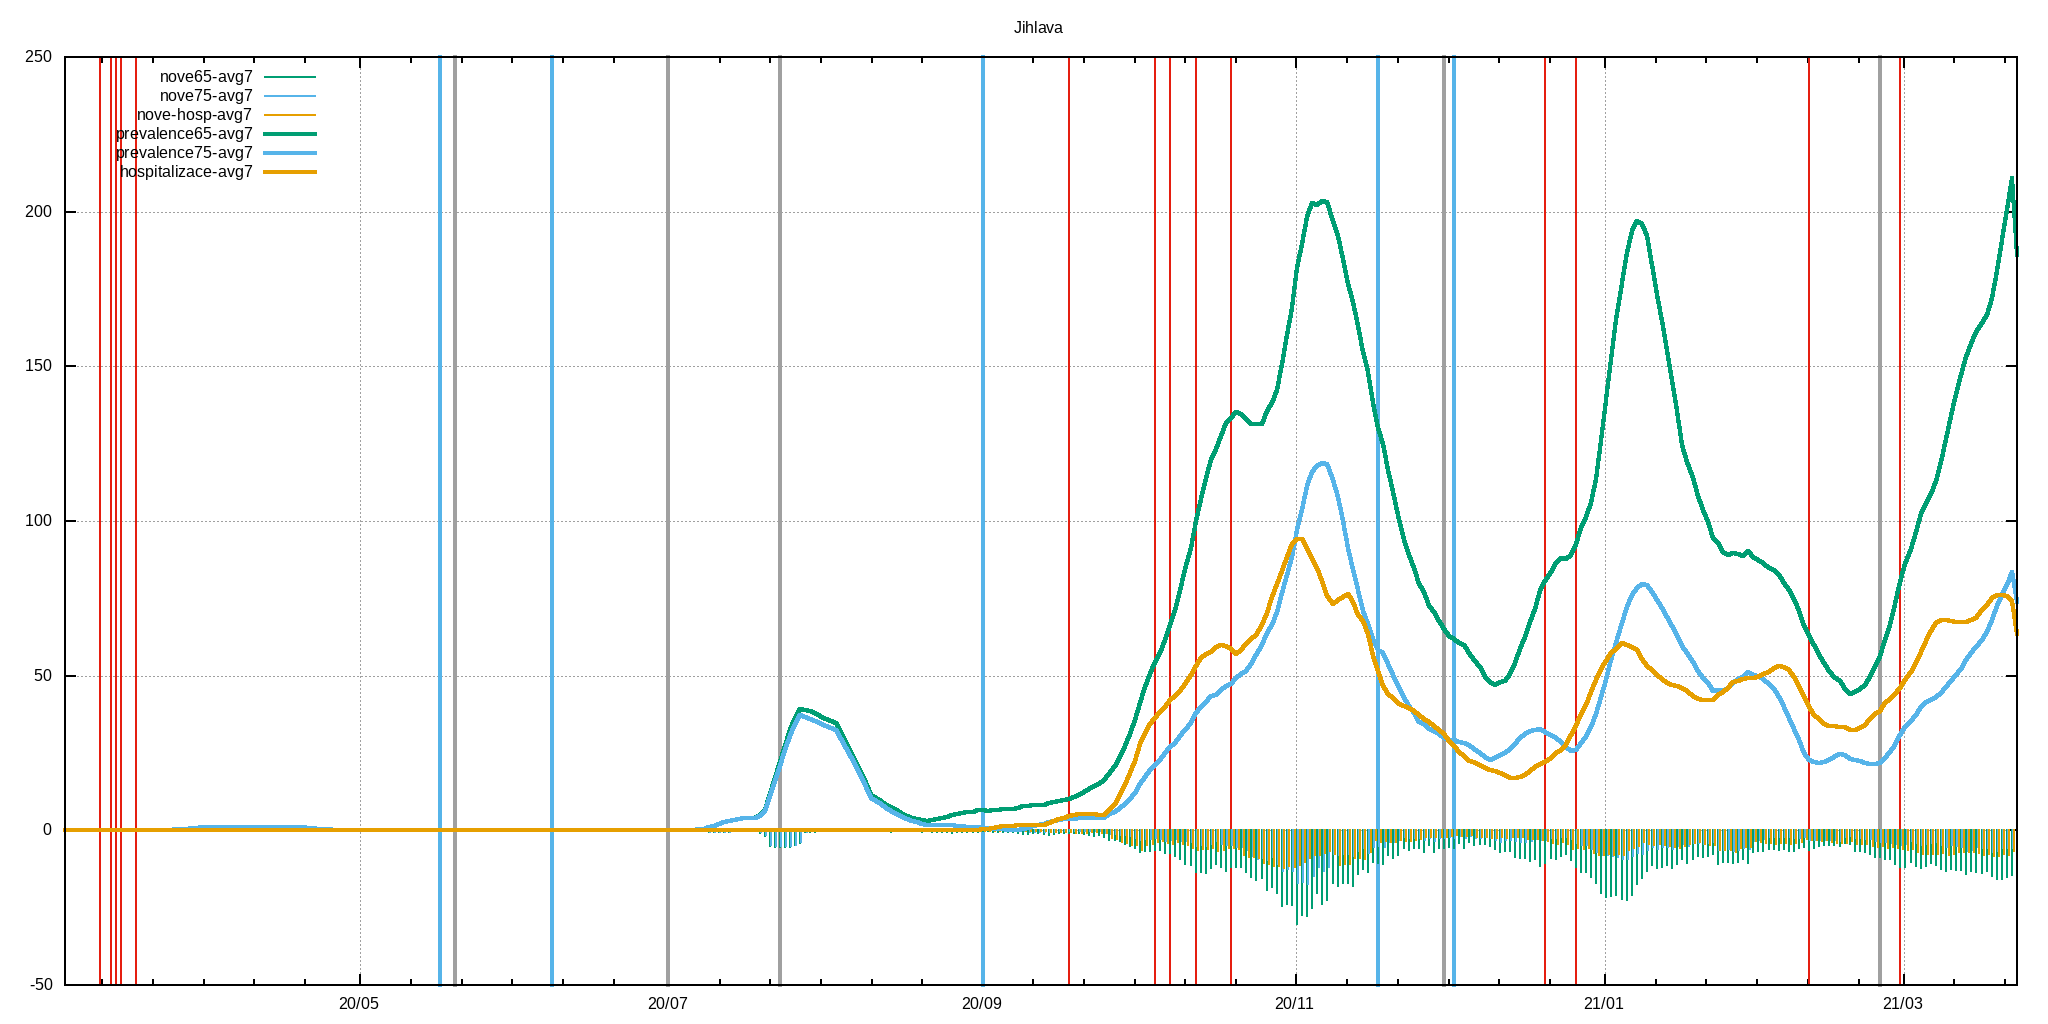 Jihlava
250
200
150
100
50
0
-50
nove65-avg7
nove75-avg7
nove-hosp-avg7
prevalence65-avg7
prevalence75-avg7
hospitalizace-avg7
20/05
20/07
20/09
20/11
21/01
21/03